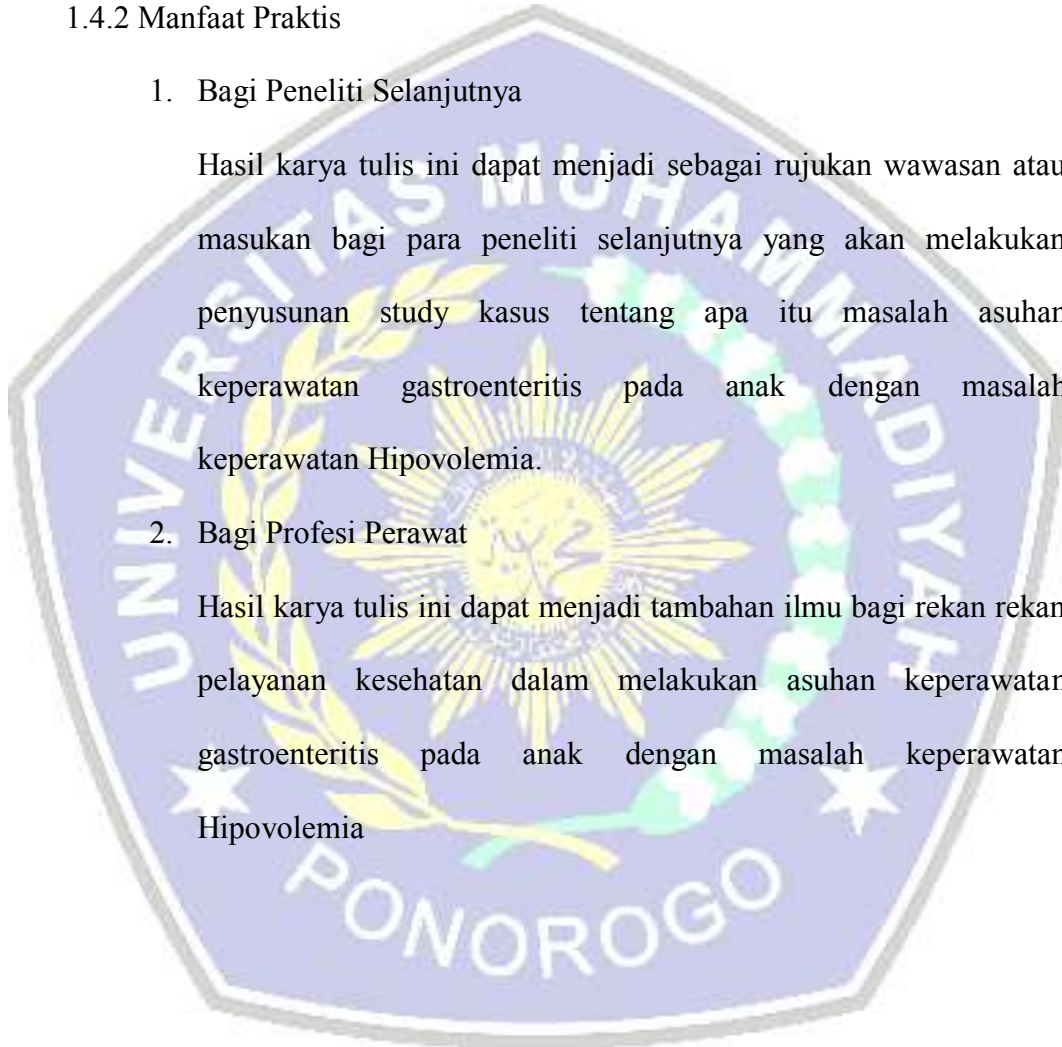 1.4.2 Manfaat Praktis
1. Bagi Peneliti Selanjutnya
Hasil karya tulis ini dapat menjadi sebagai rujukan wawasan atau
masukan bagi para peneliti selanjutnya yang akan melakukan
penyusunan study kasus tentang apa itu masalah asuhan
keperawatan gastroenteritis pada anak dengan masalah
keperawatan Hipovolemia.
2. Bagi Profesi Perawat
Hasil karya tulis ini dapat menjadi tambahan ilmu bagi rekan rekan
pelayanan kesehatan dalam melakukan asuhan keperawatan
gastroenteritis pada anak dengan masalah keperawatan
Hipovolemia
UNIVERSITAS MUHAMMADIYAH
PONOROGO